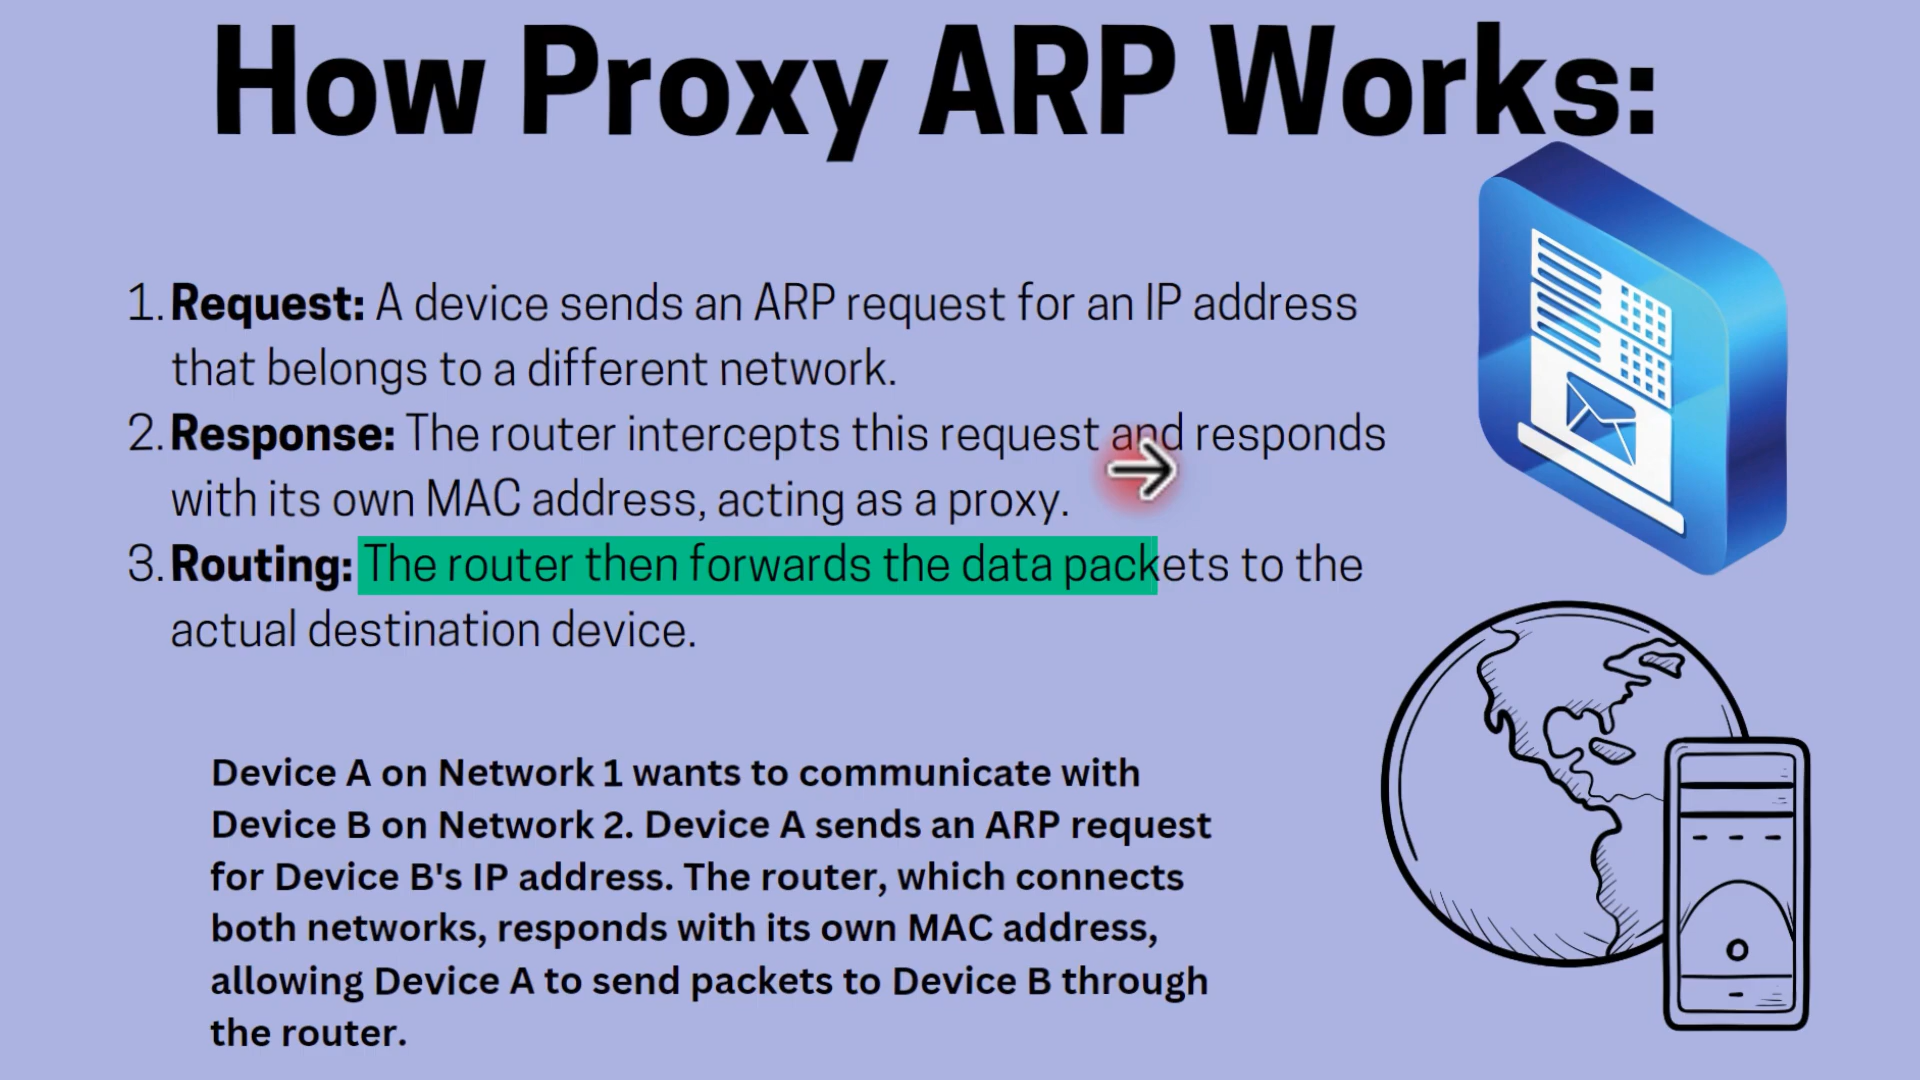 How Proxy ARP Works:
1. Request: A device sends an ARP request for an IP address
that belongs to a different network.
2. Response: The router intercepts this request and responds
with its own MAC address, acting as a proxy.
3. Routing: The router then forwards the data packets to the
actual destination device.
Device A on Network 1 wants to communicate with
Device B on Network 2. Device A sends an ARP request
for Device B's IP address. The router, which connects
both networks, responds with its own MAC address,
allowing Device A to send packets to Device B through
the router.